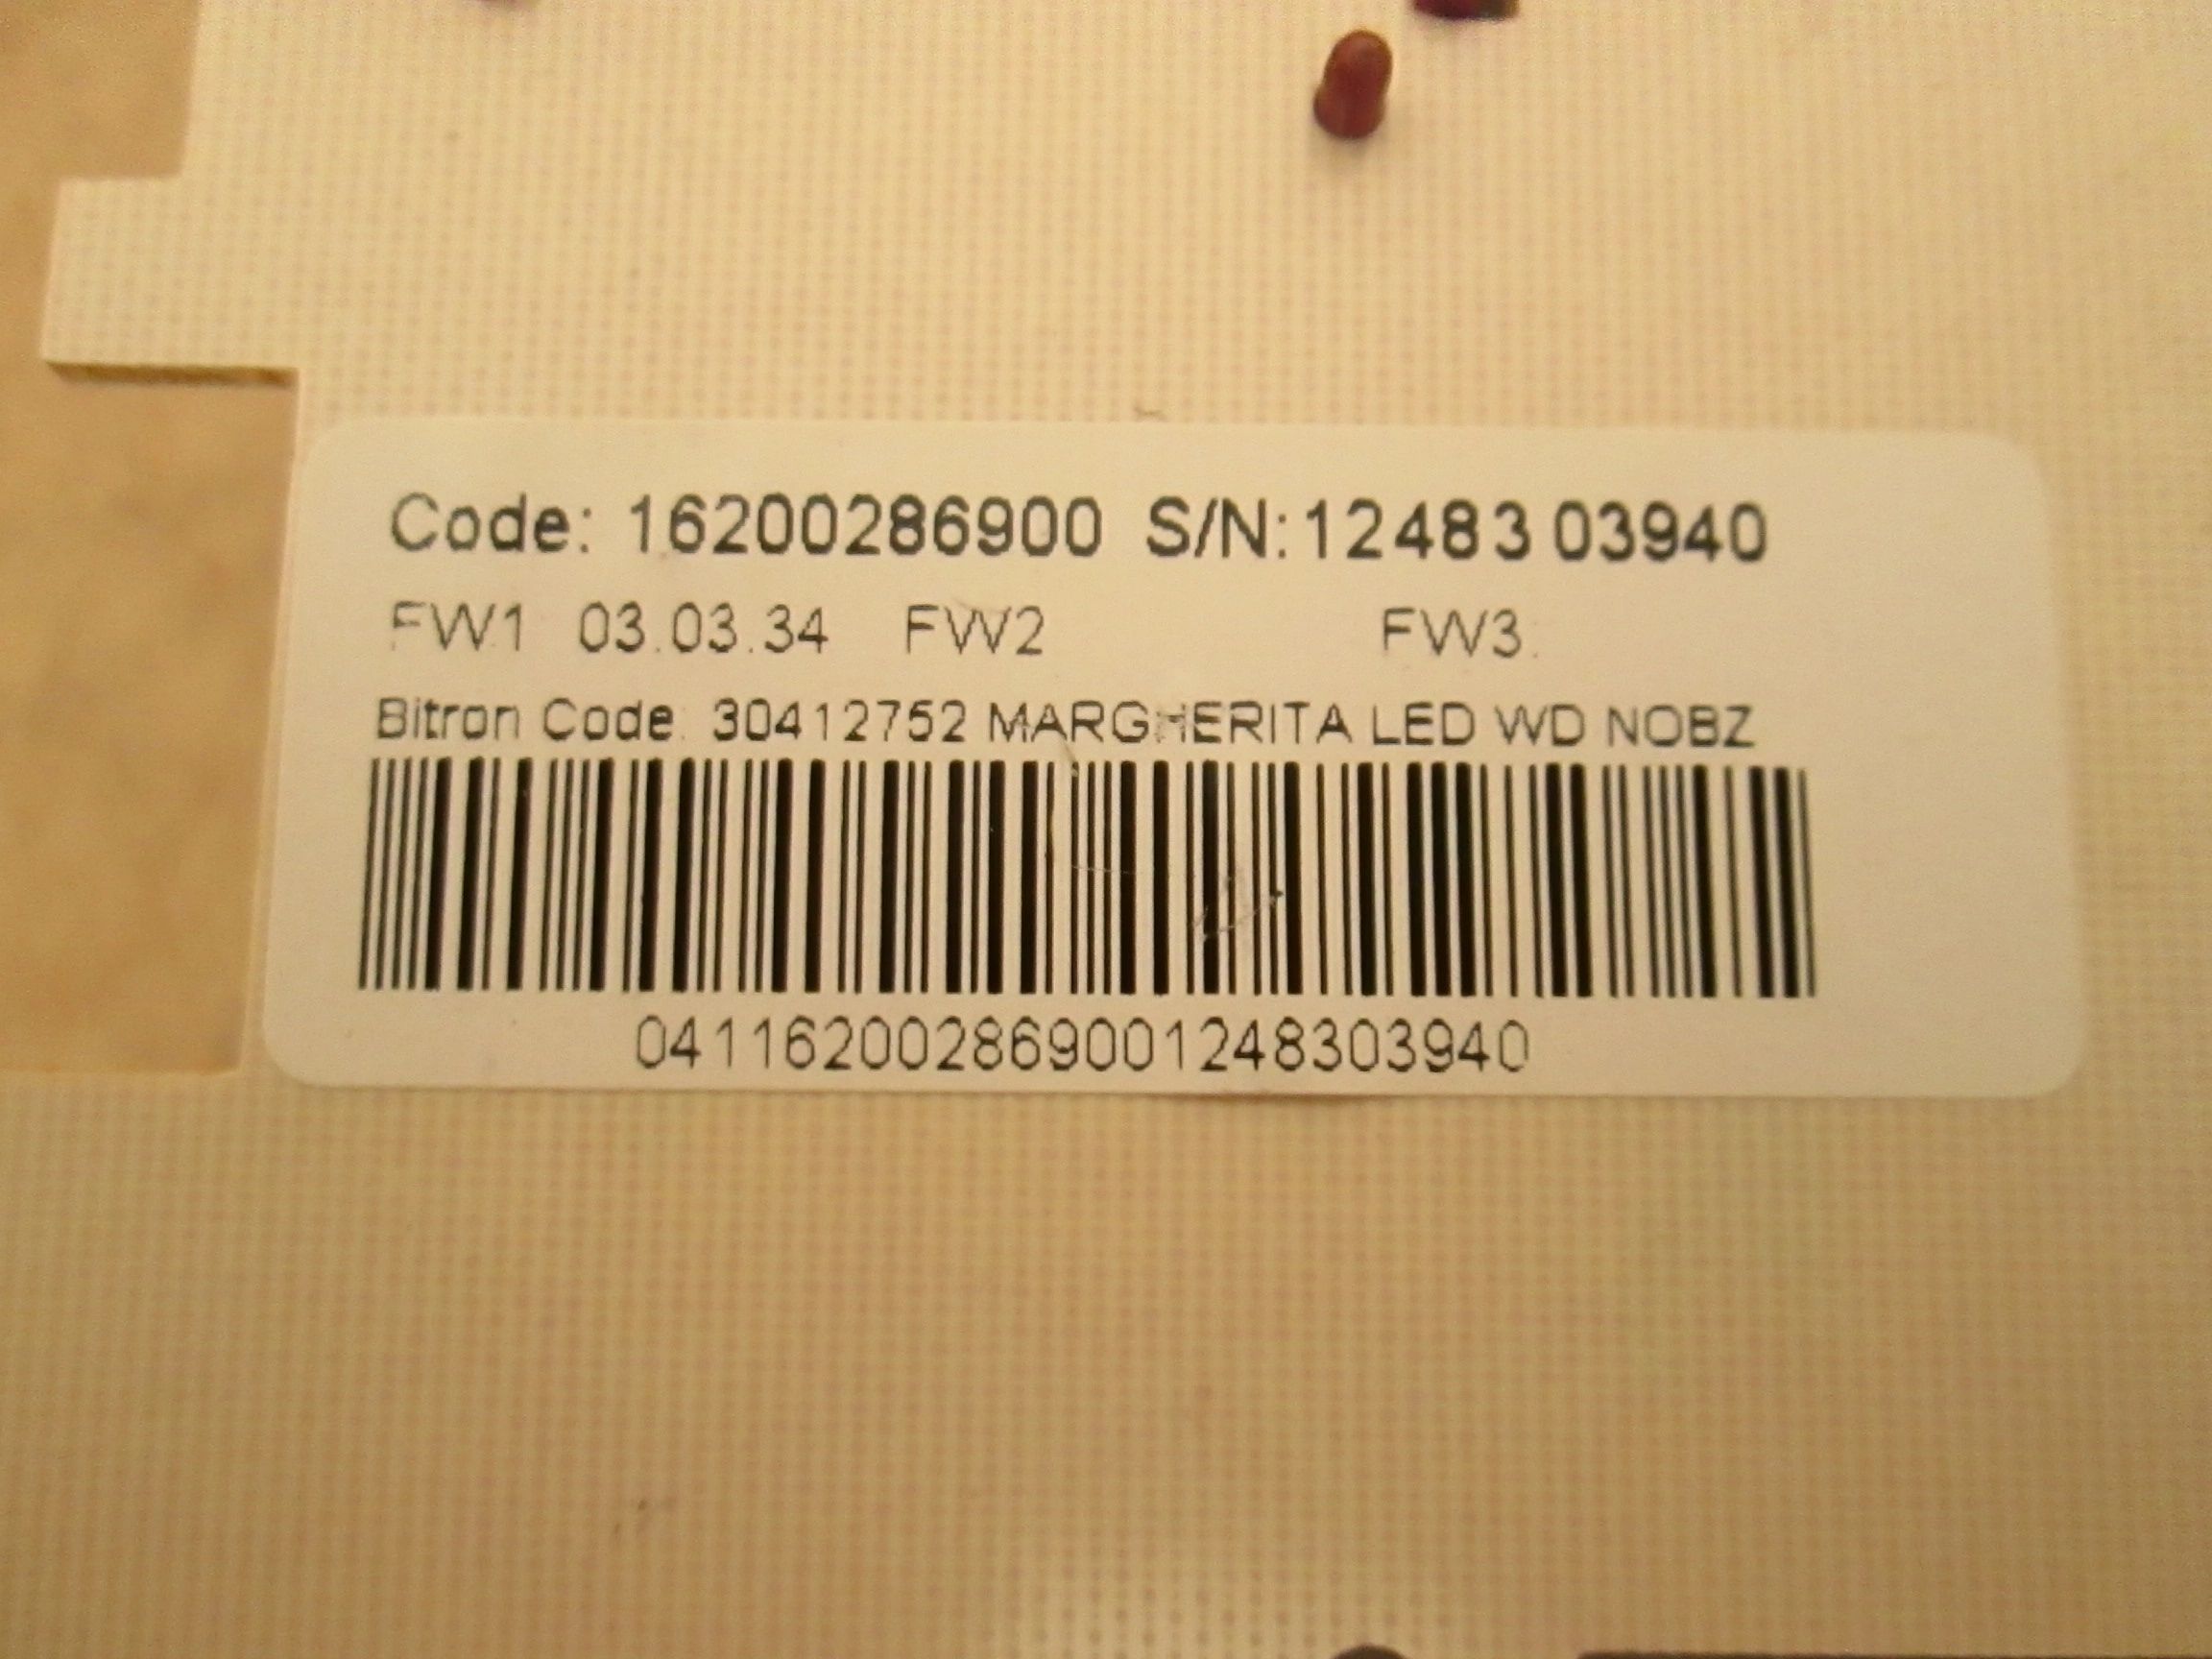 Code: 16200286900 S/N: 12483 03940
FW1 03.03.34 FW2 FW3.
Bitron Code: 30412752 MARGHERITA LED WD NOBZ
041162002869001248303940